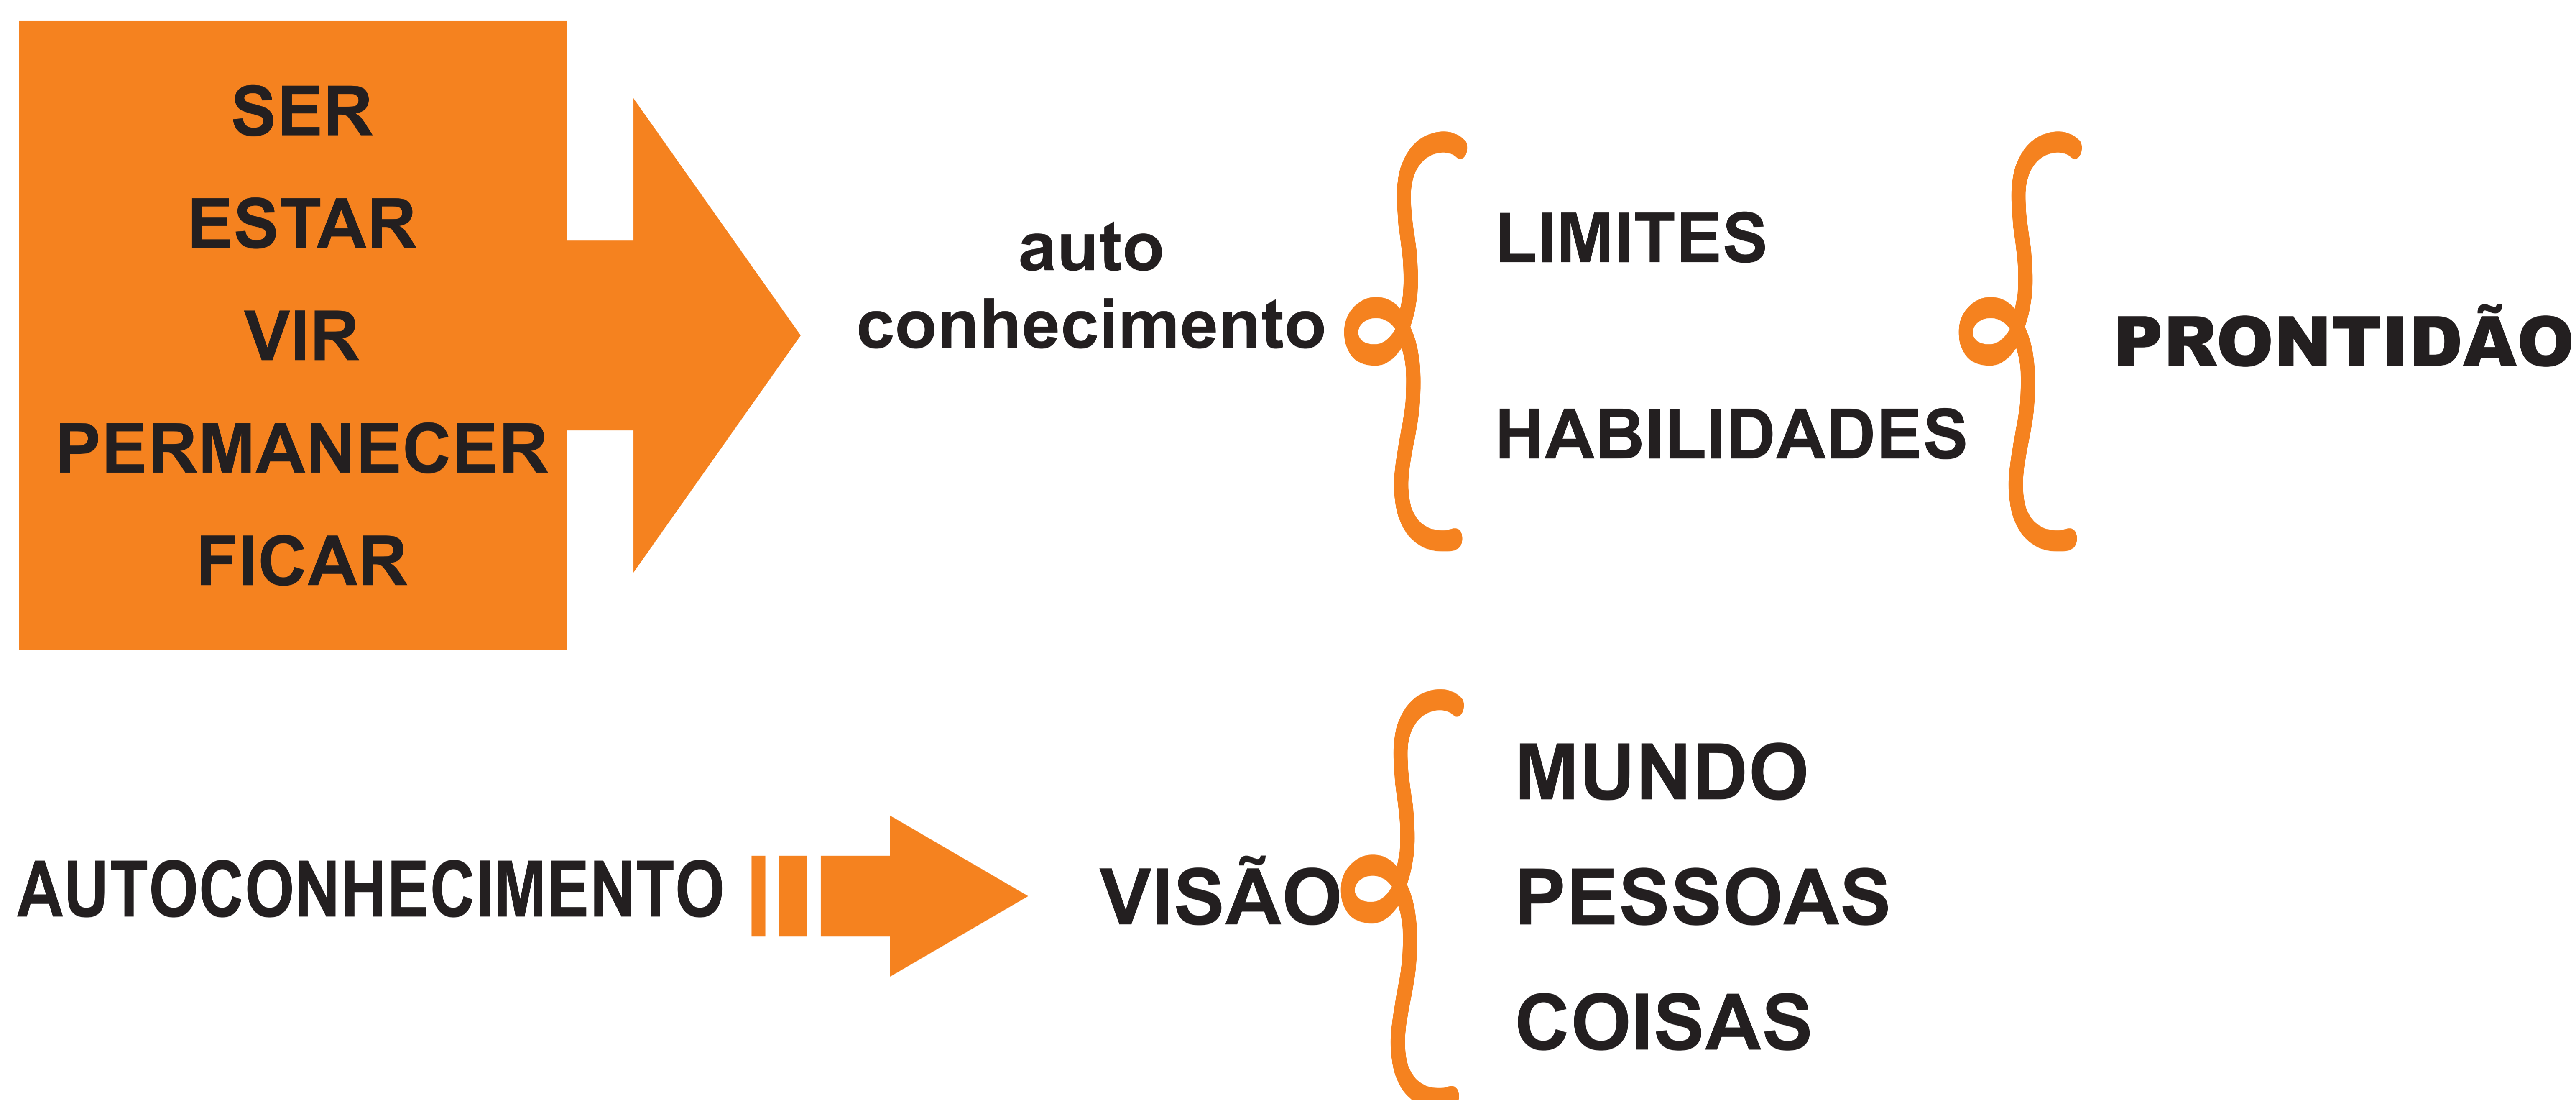 SER
ESTAR
VIR
PERMANECER
FICAR
auto
conhecimento
LIMITES
HABILIDADES
PRONTIDÃO
AUTOCONHECIMENTO
VISÃO
MUNDO
PESSOAS
COISAS